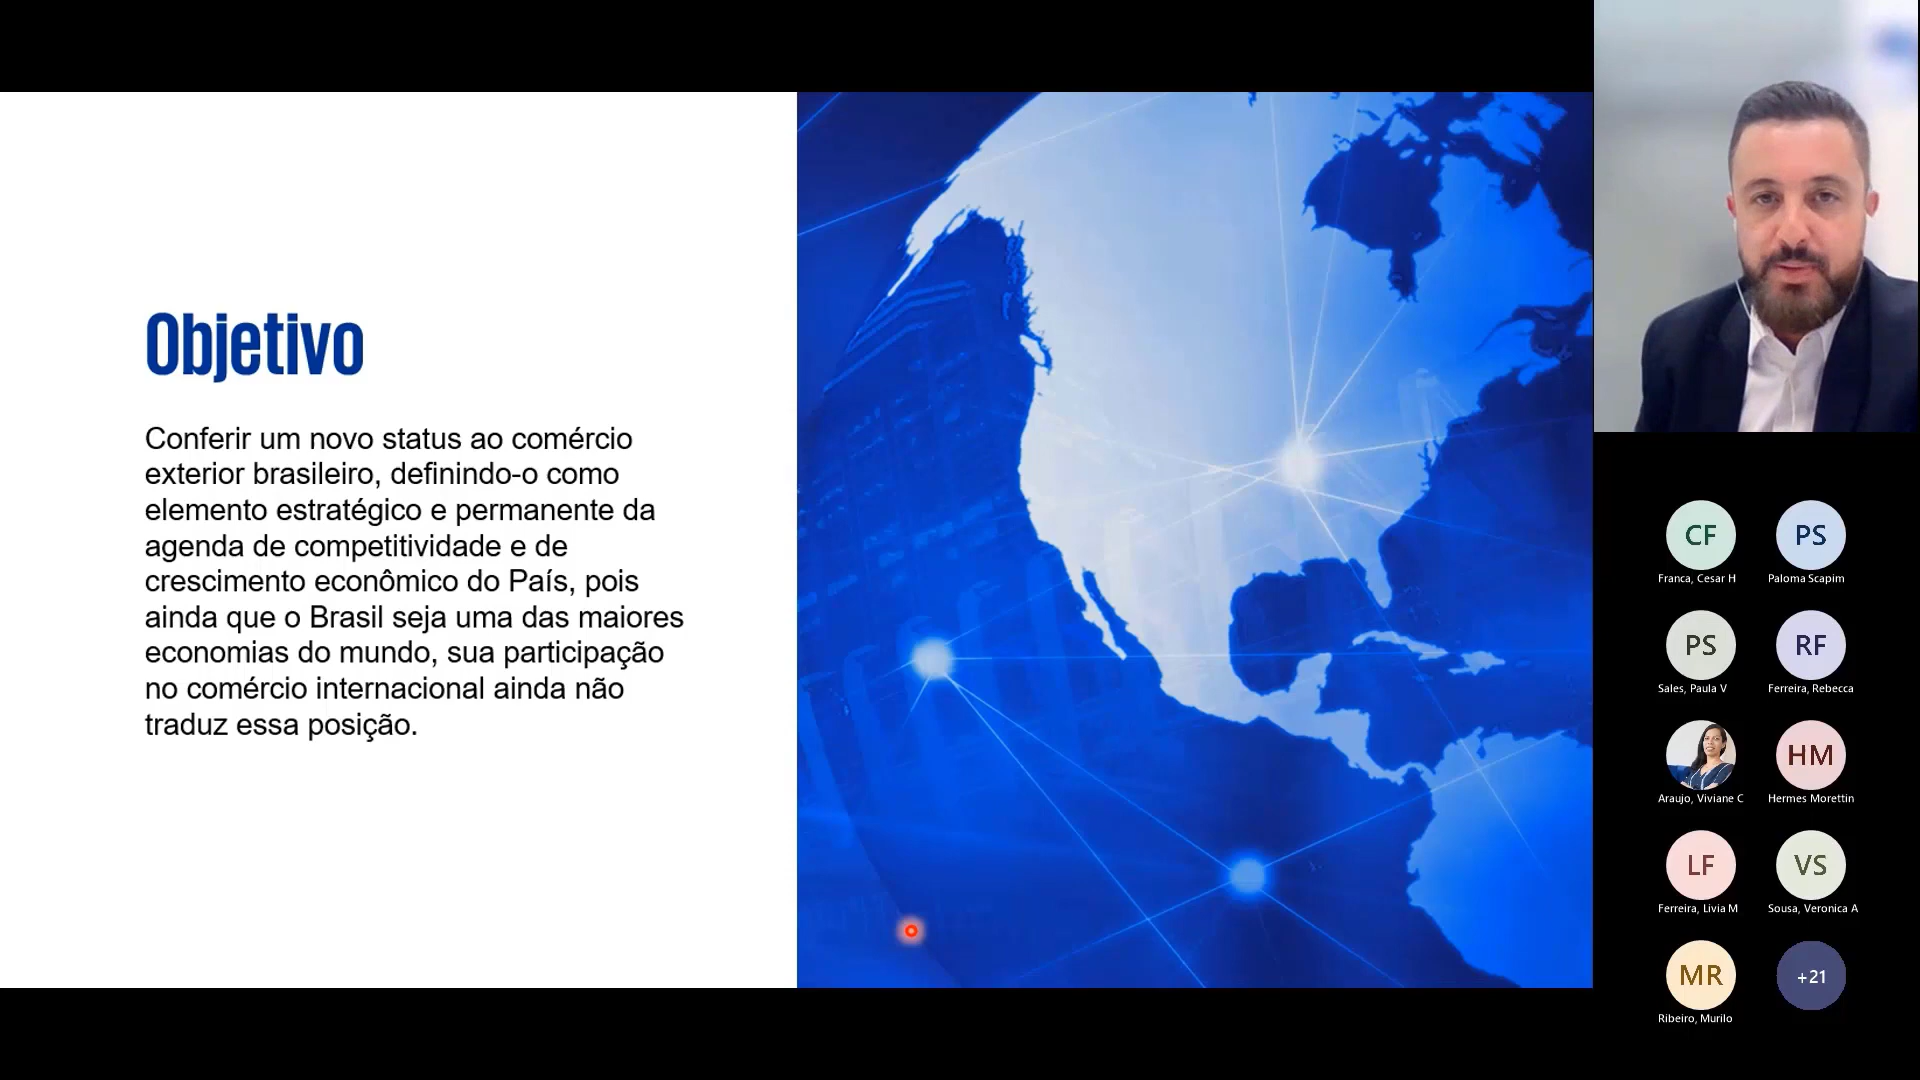 Objetivo
Conferir um novo status ao comércio
exterior brasileiro, definindo-o como
elemento estratégico e permanente da
agenda de competitividade e de
crescimento econômico do País, pois
ainda que o Brasil seja uma das maiores
economias do mundo, sua participação
no comércio internacional ainda não
traduz essa posição.
CF
Franca, Cesar H
PS
Paloma Scapim
PS
Sales, Paula V
RF
Ferreira, Rebecca
Araujo, Viviane C
HM
Hermes Morettin
LF
Ferreira, Livia M
VS
Sousa, Veronica A
MR
Ribeiro, Murilo
+21